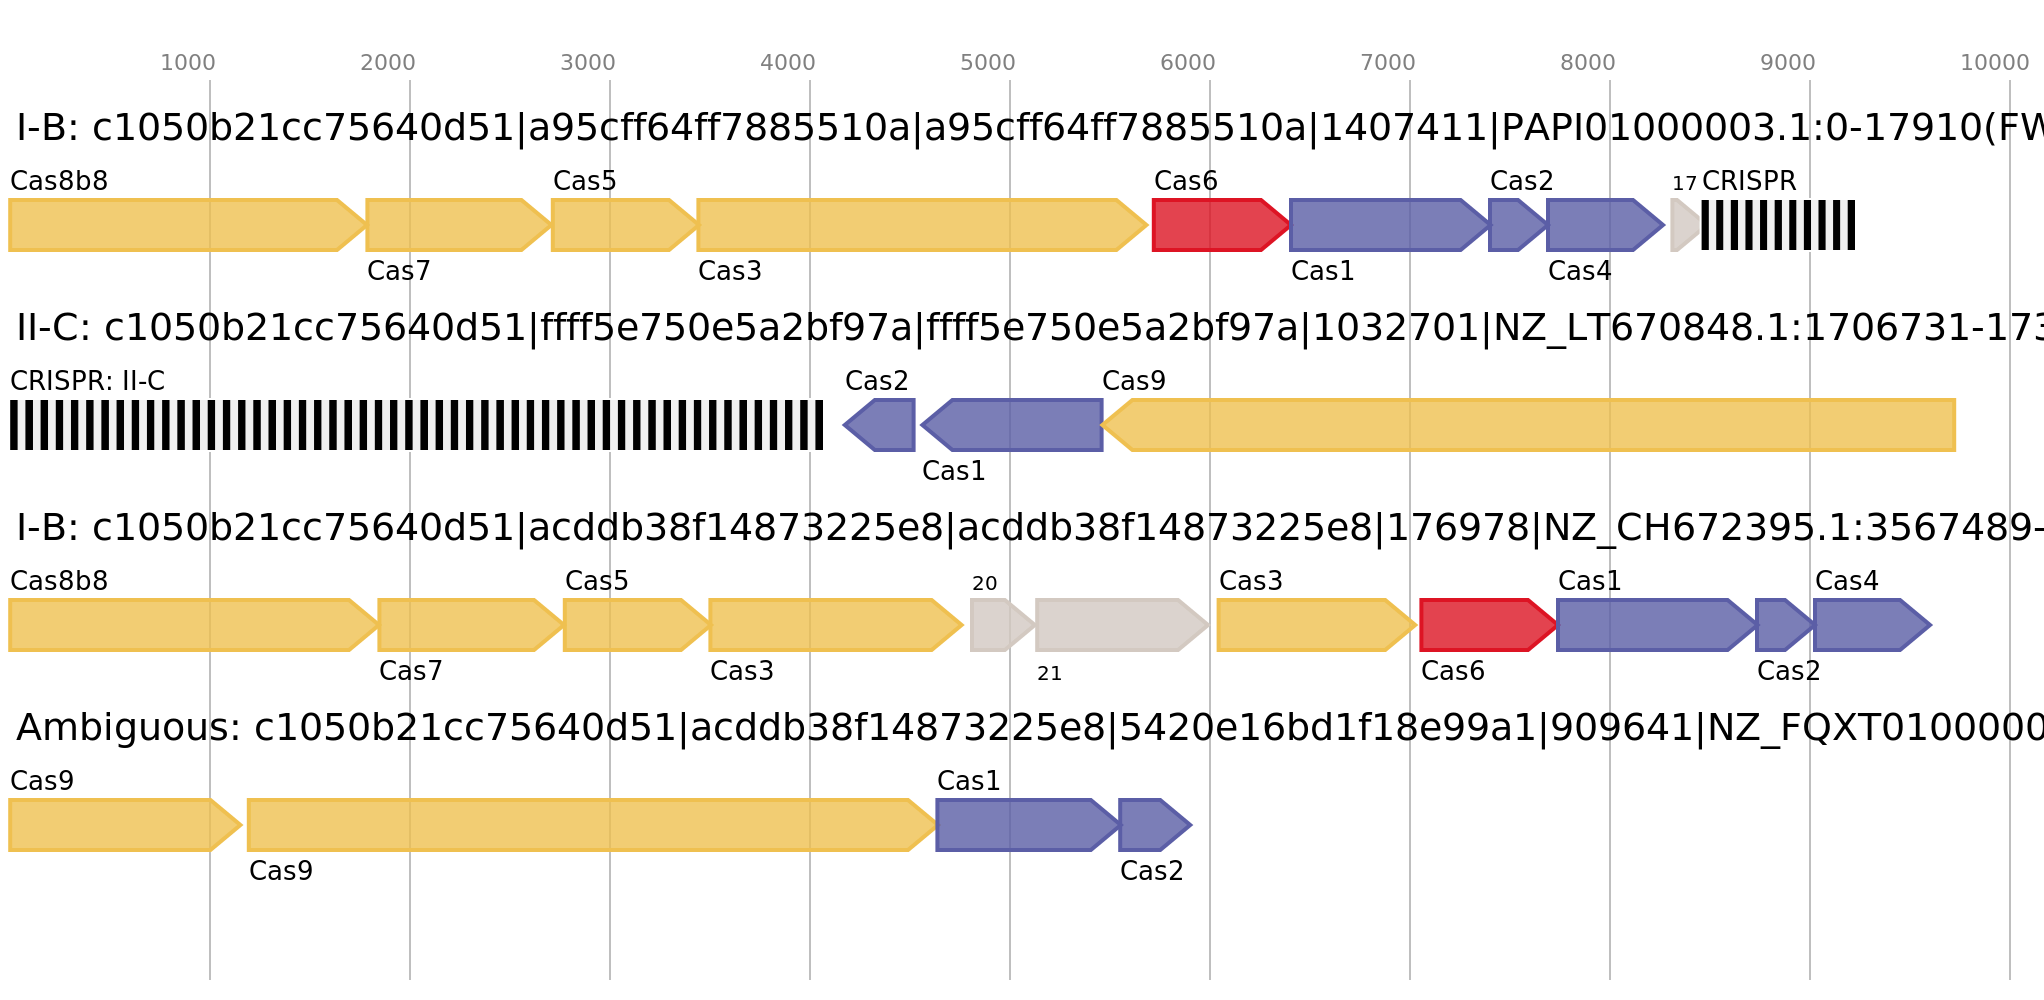 1000 2000 3000 4000 5000 6000 7000 8000 9000 10000
I-B: c1050b21cc75640d51|a95cff64ff7885510a|a95cff64ff7885510a|1407411|PAPI01000003.1:0-17910(FW
Cas8b8 Cas5 Cas6 Cas2 17 CRISPR
Cas7 Cas3 Cas1 Cas4
II-C: c1050b21cc75640d51|ffff5e750e5a2bf97a|ffff5e750e5a2bf97a|1032701|NZ_LT670848.1:1706731-173
CRISPR: II-C Cas2 Cas9
Cas1
I-B: c1050b21cc75640d51|acddb38f14873225e8|acddb38f14873225e8|176978|NZ_CH672395.1:3567489-
Cas8b8 Cas5 20 Cas3 Cas1 Cas4
Cas7 Cas3 21 Cas6 Cas2
Ambiguous: c1050b21cc75640d51|acddb38f14873225e8|5420e16bd1f18e99a1|909641|NZ_FQXT0100000
Cas9 Cas1
Cas9 Cas2